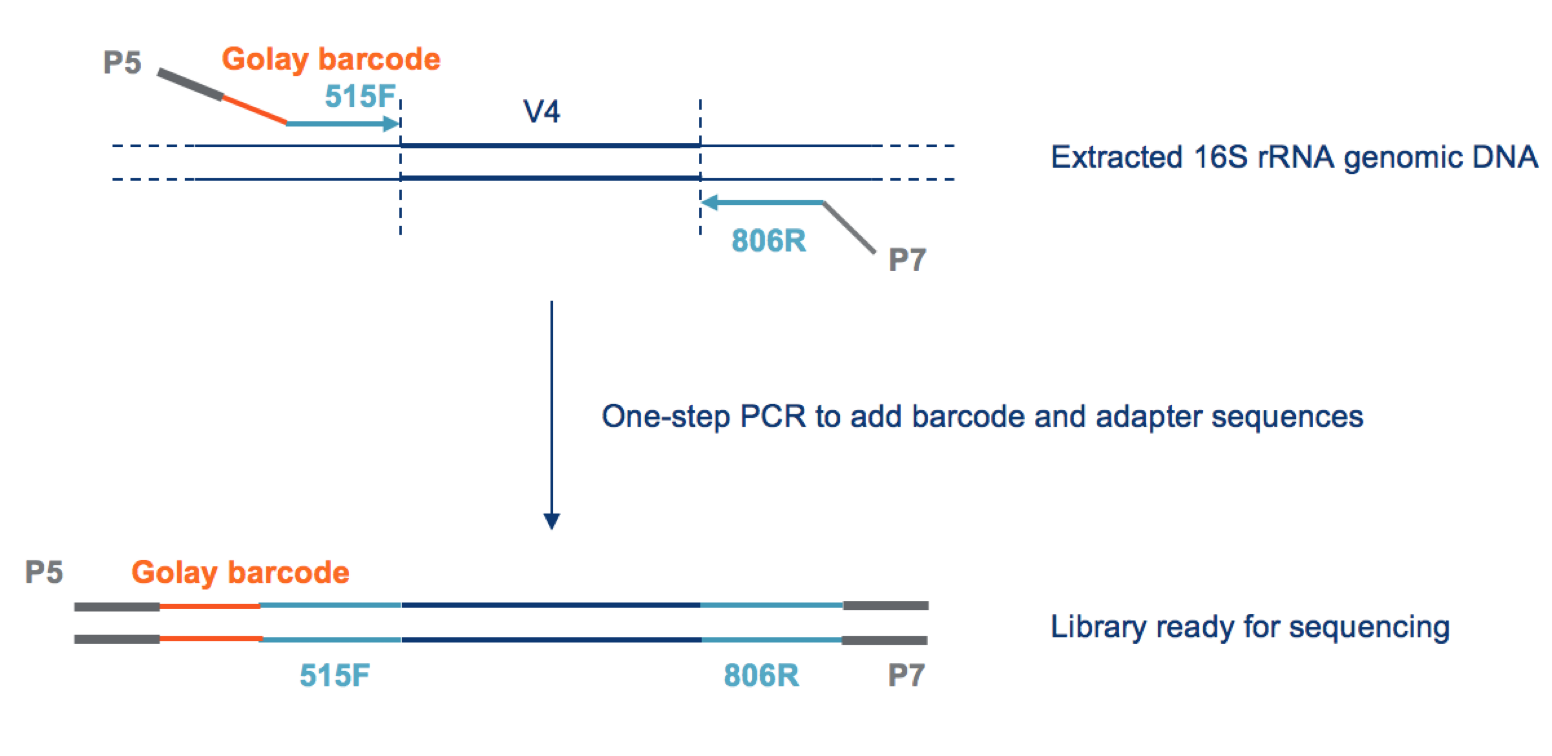 P5
Golay barcode
515F
V4
Extracted 16S rRNA genomic DNA
806R
P7
One-step PCR to add barcode and adapter sequences
P5
Golay barcode
Library ready for sequencing
515F
806R
P7